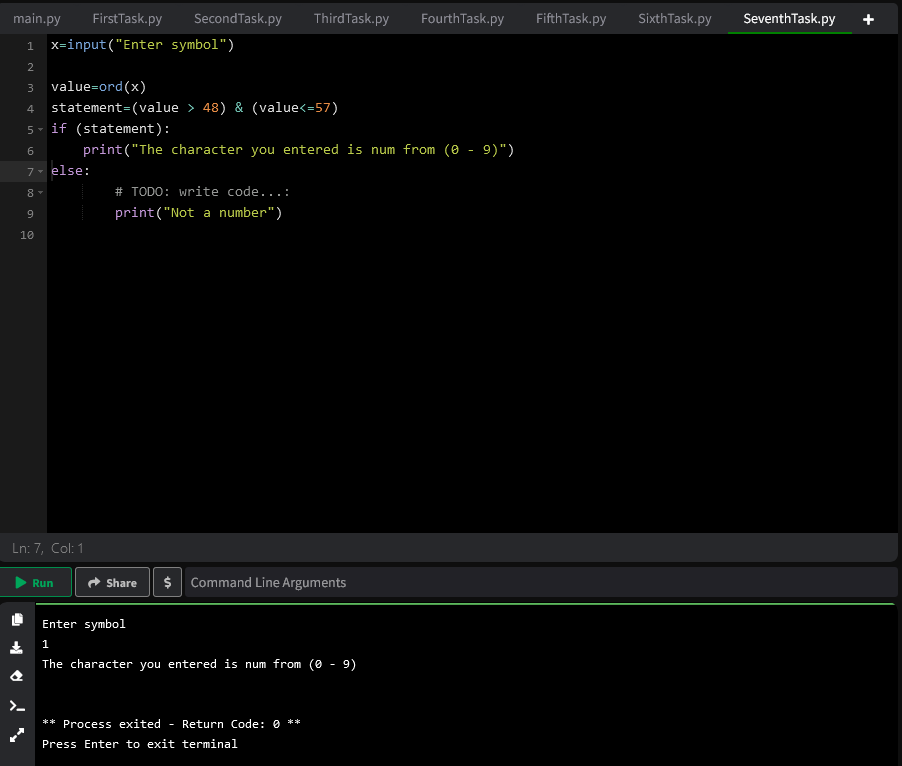 main.py FirstTask.py SecondTask.py ThirdTask.py FourthTask.py FifthTask.py SixthTask.py SeventhTask.py +
1 x=input("Enter symbol")
2
3 value=ord(x)
4 statement=(value > 48) & (value<=57)
5 if (statement):
6     print("The character you entered is num from (0 - 9)")
7 else:
8         # TODO: write code...:
9         print("Not a number")
10
Ln: 7, Col: 1
Run Share $ Command Line Arguments
Enter symbol
1
The character you entered is num from (0 - 9)
** Process exited - Return Code: 0 **
Press Enter to exit terminal